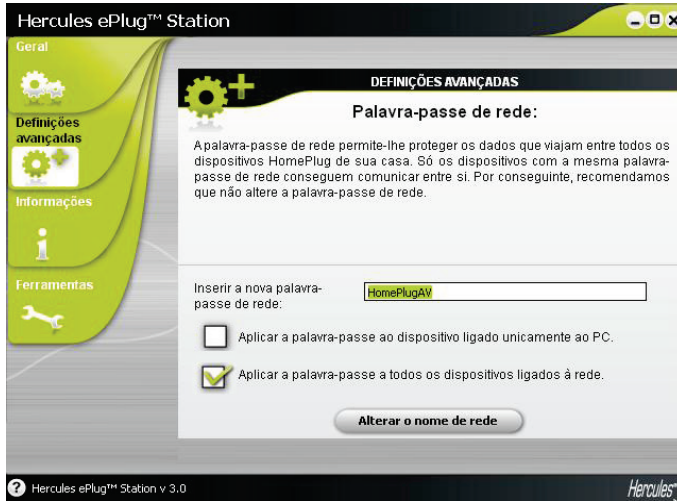 Hercules ePlug™ Station
Geral
Definições
avançadas
Informações
Ferramentas
DEFINIÇÕES AVANÇADAS
Palavra-passe de rede:
A palavra-passe de rede permite-lhe proteger os dados que viajam entre todos os
dispositivos HomePlug de sua casa. Só os dispositivos com a mesma palavra-
passe de rede conseguem comunicar entre si. Por conseguinte, recomendamos
que não altere a palavra-passe de rede.
Inserir a nova palavra-
passe de rede:
HomePlugAV
Aplicar a palavra-passe ao dispositivo ligado unicamente ao PC.
Aplicar a palavra-passe a todos os dispositivos ligados à rede.
Alterar o nome de rede
? Hercules ePlug™ Station v 3.0
Hercules™